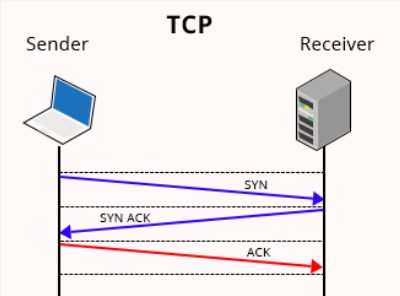 TCP
Sender
Receiver
SYN
SYN ACK
ACK